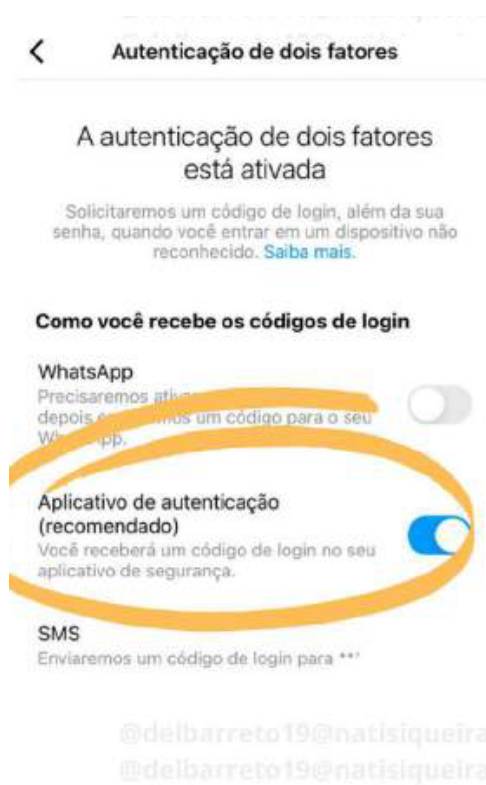 Autenticação de dois fatores
A autenticação de dois fatores
está ativada
Solicitaremos um código de login, além da sua
senha, quando você entrar em um dispositivo não
reconhecido. Saiba mais.
Como você recebe os códigos de login
WhatsApp
Precisaremos
depois um código para o seu
Aplicativo de autenticação
(recomendado)
Você receberá um código de login no seu
aplicativo de segurança.
SMS
Enviaremos um código de login para **'
@delbarreto19@natisiqueira
@delbarreto19@natisiqueira